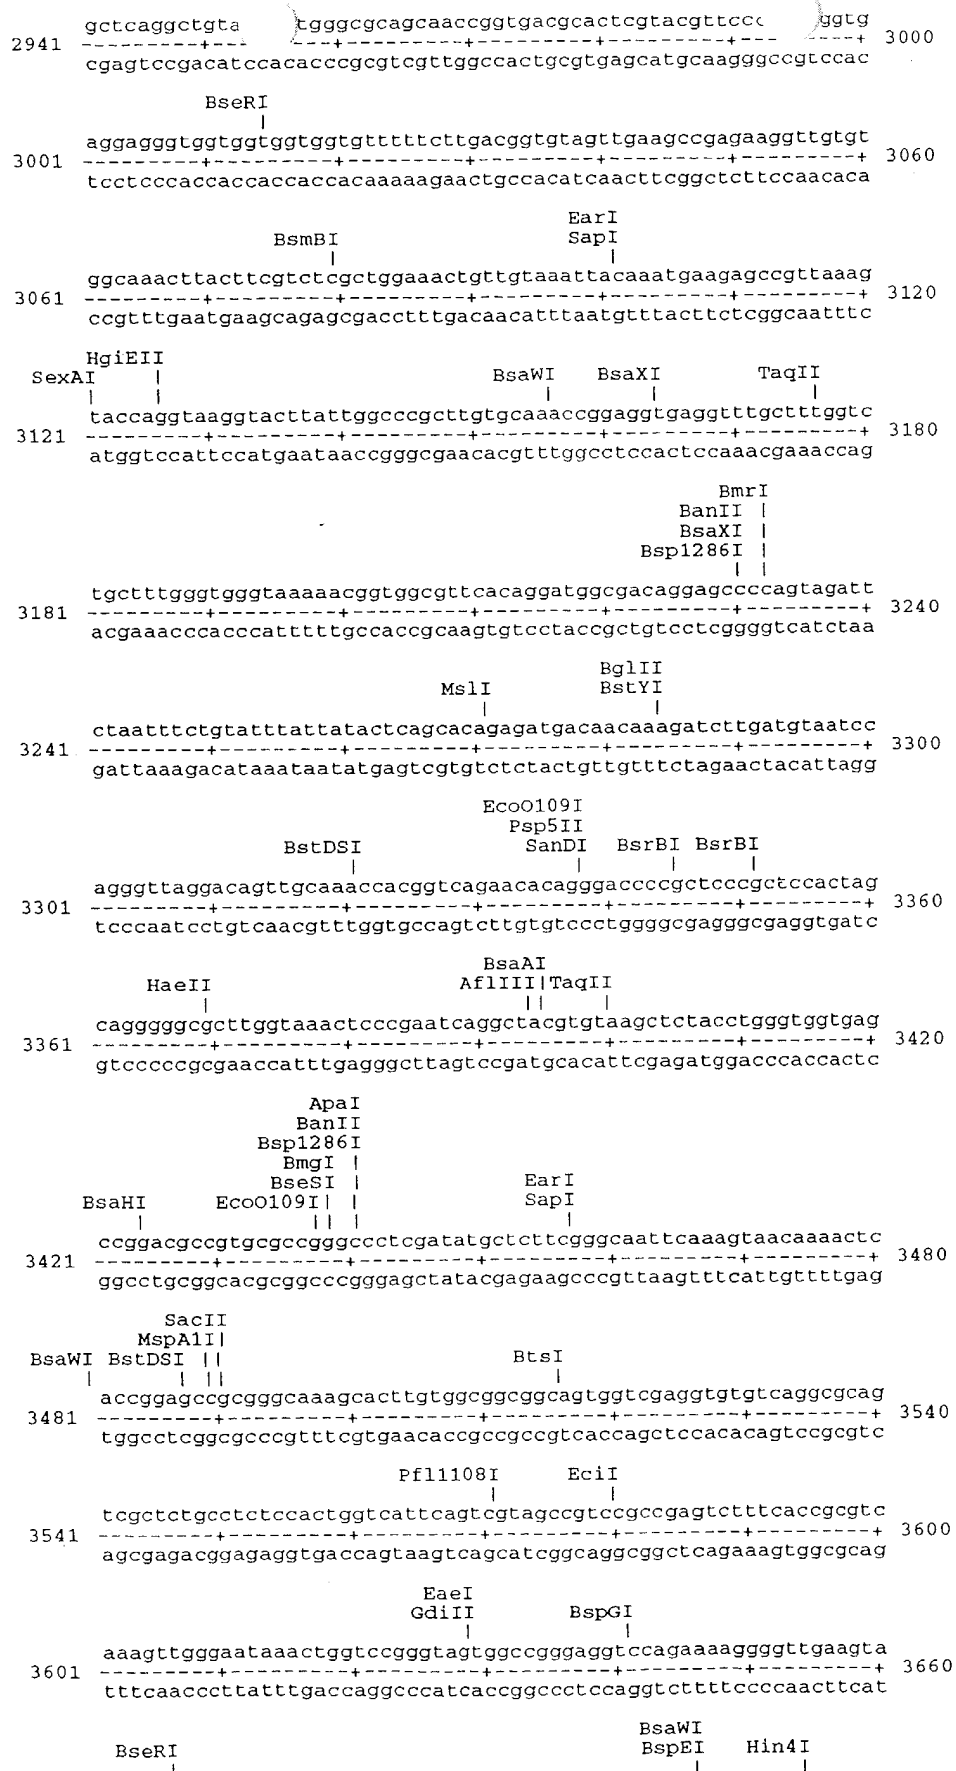 gctcaggctgta tgggcgcagcaaccggtgacgcactcgtacgttccc ggtg
2941 ---------+---------+---------+---------+---------+---------+ 3000
cgagtccgacatccacacccgcgtcgttggccactgcgtgagcatgcaagggccgtccac
BseRI
aggagggtggtggtggtggtgtttttcttgacggtgtagttgaagccgagaaggttgtgt
3001 ---------+---------+---------+---------+---------+---------+ 3060
tcctcccaccaccaccaccacaaaaagaactgccacatcaacttcggctcttccaacaca
EarI
BsmBI SapI
ggcaaacttacttcgtctcgctggaaactgttgtaaattacaaatgaagagccgttaaag
3061 ---------+---------+---------+---------+---------+---------+ 3120
ccgtttgaatgaagcagagcgacctttgacaacatttaatgtttacttctcggcaatttc
HgiEII
SexAI | BsaWI BsaXI TaqII
taccaggtaaggtacttattggcccgcttgtgcaaaccggaggtgaggtttgctttggtc
3121 ---------+---------+---------+---------+---------+---------+ 3180
atggtccattccatgaataaccgggcgaacacgtttggcctccactccaaacgaaaccag
BmrI
BanII |
BsaXI |
Bsp1286I |
tgctttgggtgggtaaaaacggtggcgttcacaggatggcgacaggagccccagtagatt
3181 ---------+---------+---------+---------+---------+---------+ 3240
acgaaacccacccatttttgccaccgcaagtgtcctaccgctgtcctcggggtcatctaa
BglII
MslI BstYI
ctaatttctgtatttattatactcagcacagagatgacaacaaagatcttgatgtaatcc
3241 ---------+---------+---------+---------+---------+---------+ 3300
gattaaagacataaataatatgagtcgtgtctctactgttgtttctagaactacattagg
EcoO109I
Psp5II
BstDSI SanDI BsrBI BsrBI
agggttaggacagttgcaaaccacggtcagaacacagggaccccgctcccgctccactag
3301 ---------+---------+---------+---------+---------+---------+ 3360
tcccaatcctgtcaacgtttggtgccagtcttgtgtccctggggcgagggcgaggtgatc
BsaAI
HaeII AflIII|TaqII
cagggggcgcttggtaaactcccgaatcaggctacgtgtaagctctacctgggtggtgag
3361 ---------+---------+---------+---------+---------+---------+ 3420
gtcccccgcgaaccatttgagggcttagtccgatgcacattcgagatggacccaccactc
ApaI
BanII
Bsp1286I
BmgI |
BseSI | EarI
BsaHI EcoO109I| | SapI
ccggacgccgtgcgccgggccctcgatatgctcttcgggcaattcaaagtaacaaaactc
3421 ---------+---------+---------+---------+---------+---------+ 3480
ggcctgcggcacgcggcccgggagctatacgagaagcccgttaagtttcattgttttgag
SacII
MspA1I|
BsaWI BstDSI || BtsI
accggagccgcgggcaaagcacttgtggcggcggcagtggtcgaggtgtgtcaggcgcag
3481 ---------+---------+---------+---------+---------+---------+ 3540
tggcctcggcgcccgtttcgtgaacaccgccgccgtcaccagctccacacagtccgcgtc
Pfl1108I EciI
tcgctctgcctctccactggtcattcagtcgtagccgtccgccgagtctttcaccgcgtc
3541 ---------+---------+---------+---------+---------+---------+ 3600
agcgagacggagaggtgaccagtaagtcagcatcggcaggcggctcagaaagtggcgcag
EaeI
GdiII BspGI
aaagttgggaataaactggtccgggtagtggccgggaggtccagaaaaggggttgaagta
3601 ---------+---------+---------+---------+---------+---------+ 3660
tttcaacccttatttgaccaggcccatcaccggccctccaggtcttttccccaacttcat
BsaWI
BseRI BspEI Hin4I